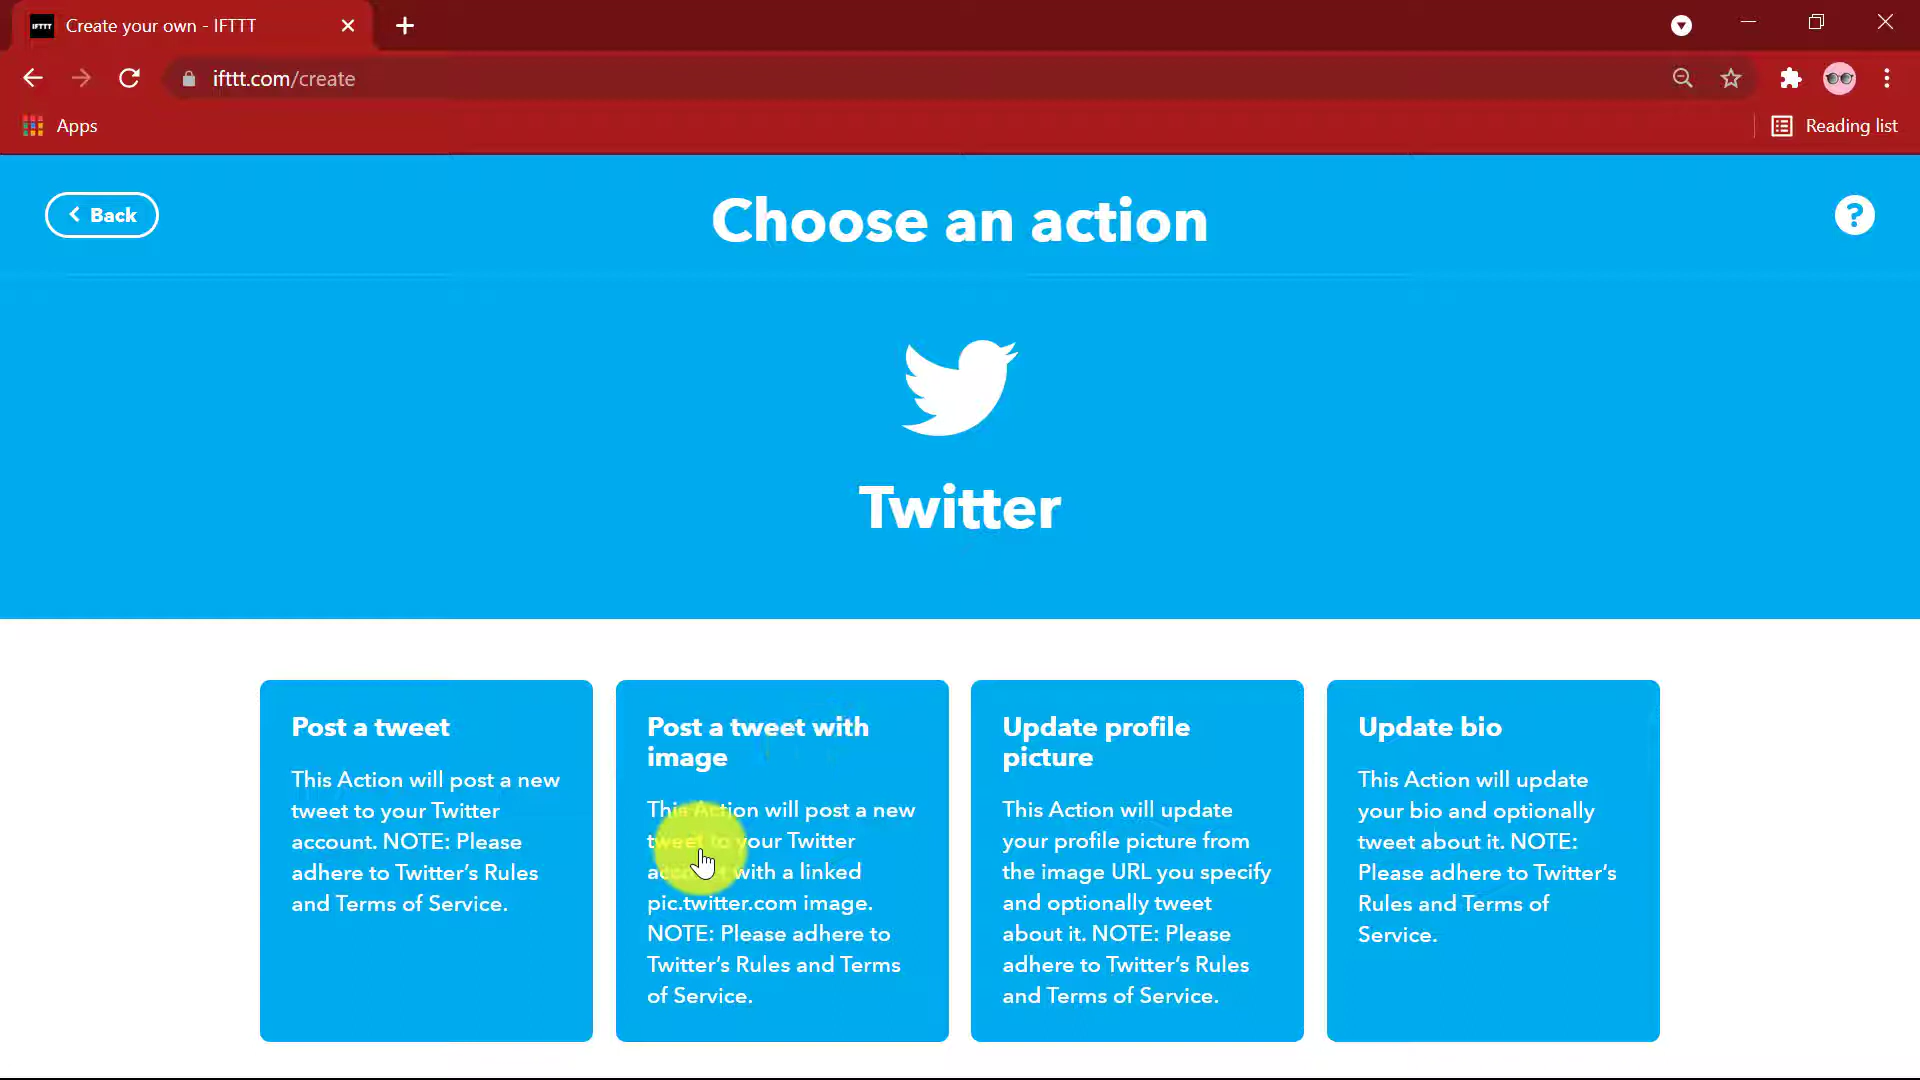 IFTTT Create your own - IFTTT
ifttt.com/create
Apps
Reading list
Back
Choose an action
?
Twitter
Post a tweet
This Action will post a new
tweet to your Twitter
account. NOTE: Please
adhere to Twitter's Rules
and Terms of Service.
Post a tweet with
image
This Action will post a new
tweet to your Twitter
account with a linked
pic.twitter.com image.
NOTE: Please adhere to
Twitter's Rules and Terms
of Service.
Update profile
picture
This Action will update
your profile picture from
the image URL you specify
and optionally tweet
about it. NOTE: Please
adhere to Twitter's Rules
and Terms of Service.
Update bio
This Action will update
your bio and optionally
tweet about it. NOTE:
Please adhere to Twitter's
Rules and Terms of
Service.